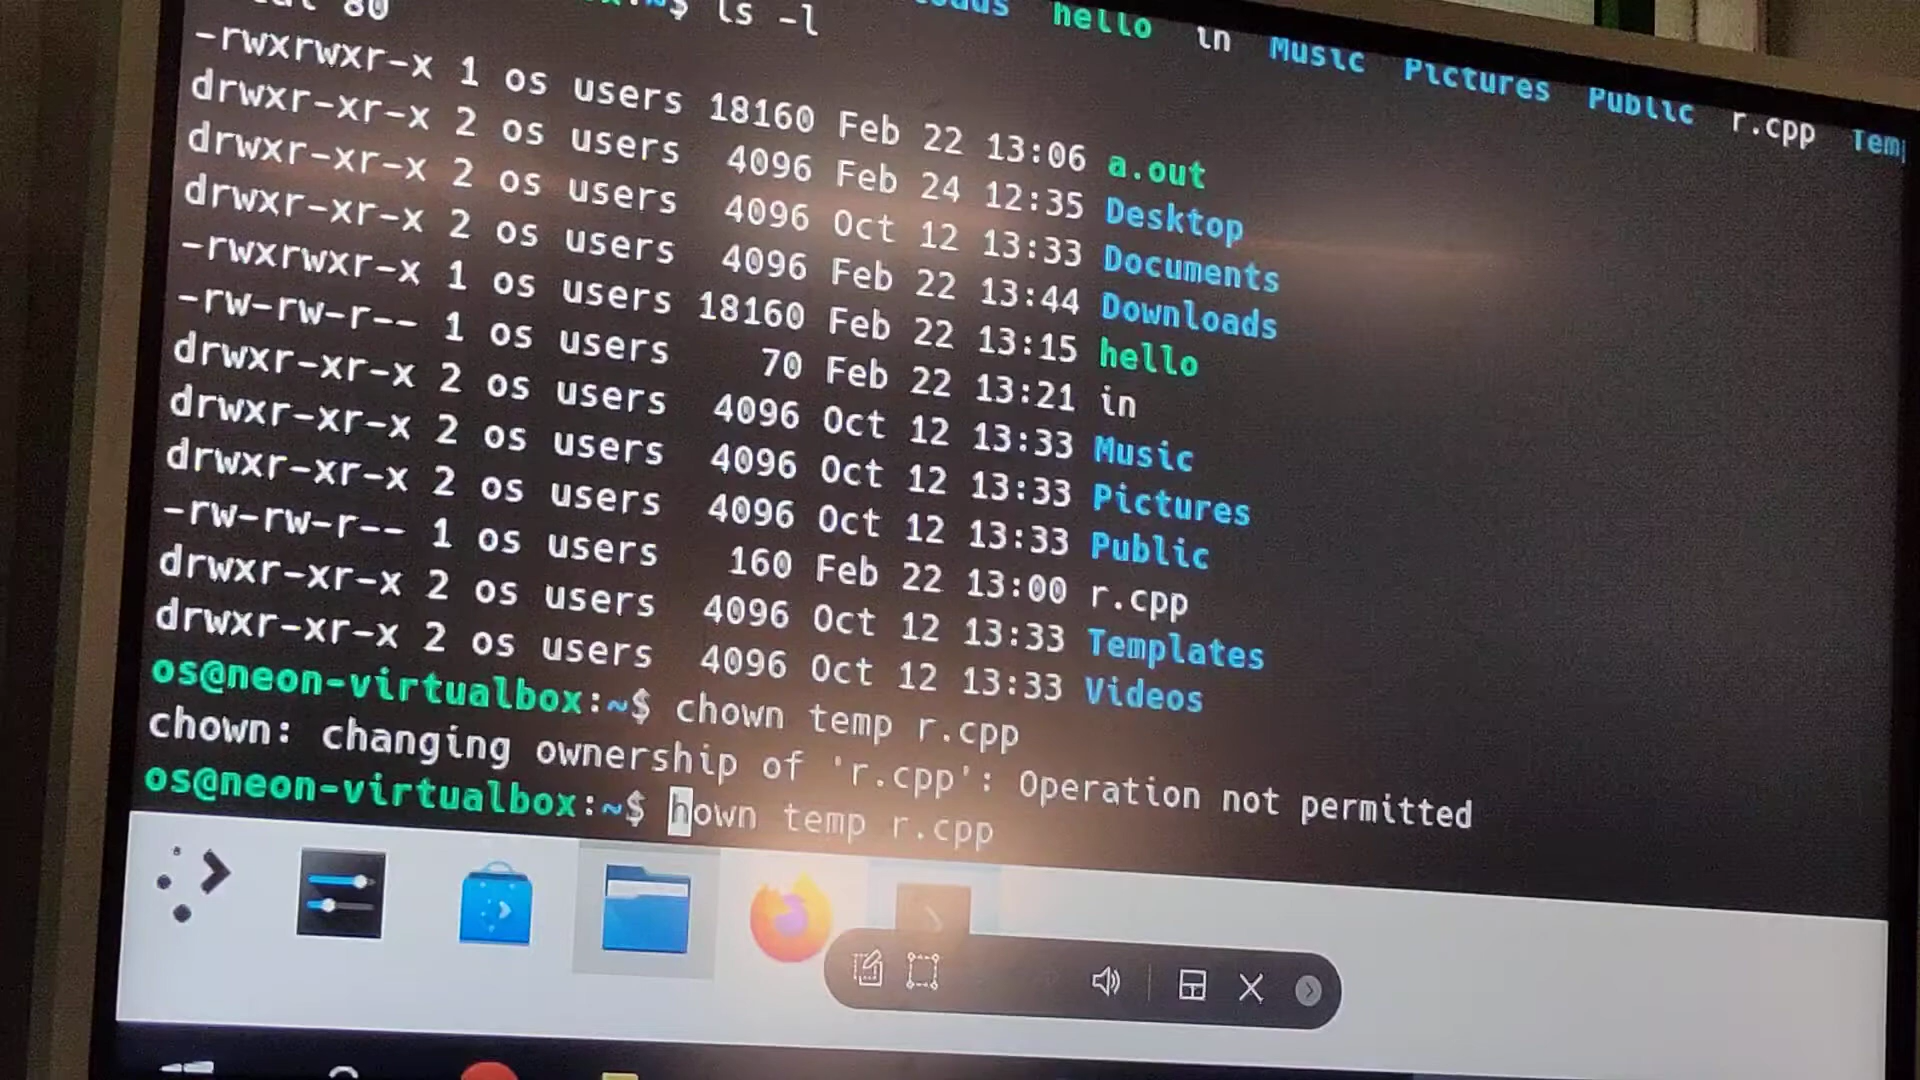 $ ls -l
hello in Music Pictures Public r.cpp
80
-rwxrwxr-x 1 os users 18160 Feb 22 13:06 a.out
drwxr-xr-x 2 os users 4096 Feb 24 12:35 Desktop
drwxr-xr-x 2 os users 4096 Oct 12 13:33 Documents
drwxr-xr-x 2 os users 4096 Feb 22 13:44 Downloads
-rwxrwxr-x 1 os users 18160 Feb 22 13:15 hello
-rw-rw-r-- 1 os users 70 Feb 22 13:21 in
drwxr-xr-x 2 os users 4096 Oct 12 13:33 Music
drwxr-xr-x 2 os users 4096 Oct 12 13:33 Pictures
drwxr-xr-x 2 os users 4096 Oct 12 13:33 Public
-rw-rw-r-- 1 os users 160 Feb 22 13:00 r.cpp
drwxr-xr-x 2 os users 4096 Oct 12 13:33 Templates
drwxr-xr-x 2 os users 4096 Oct 12 13:33 Videos
os@neon-virtualbox:~$ chown temp r.cpp
chown: changing ownership of 'r.cpp': Operation not permitted
os@neon-virtualbox:~$ hown temp r.cpp